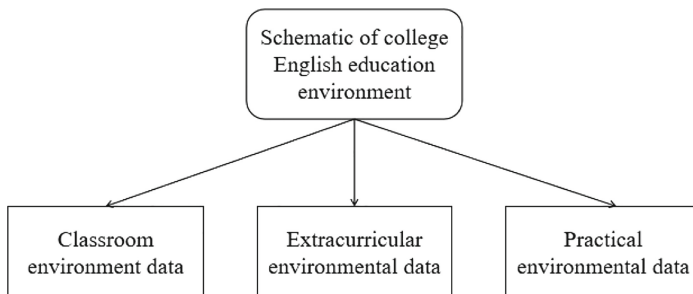 Schematic of college
English education
environment
Classroom
environment data
Extracurricular
environmental data
Practical
environmental data